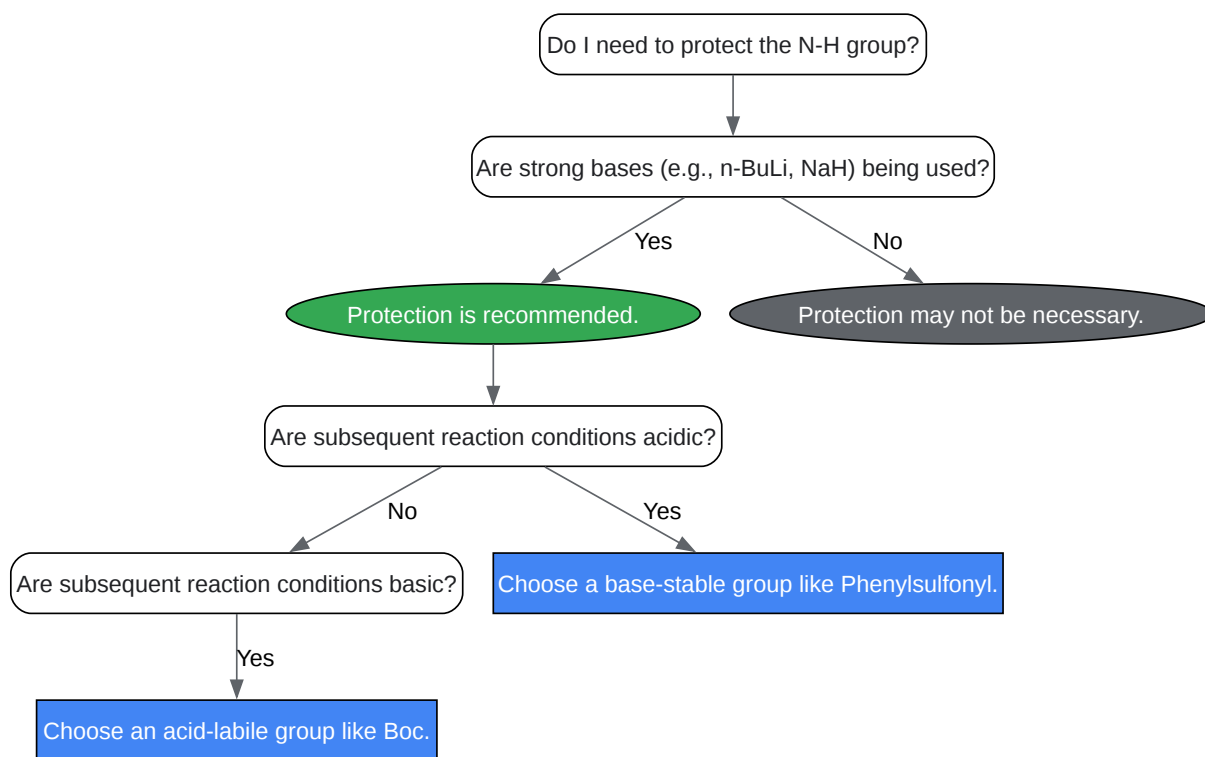 Do I need to protect the N-H group?
Are strong bases (e.g., n-BuLi, NaH) being used?
Yes
No
Protection is recommended.
Protection may not be necessary.
Are subsequent reaction conditions acidic?
No
Yes
Are subsequent reaction conditions basic?
Choose a base-stable group like Phenylsulfonyl.
Yes
Choose an acid-labile group like Boc.